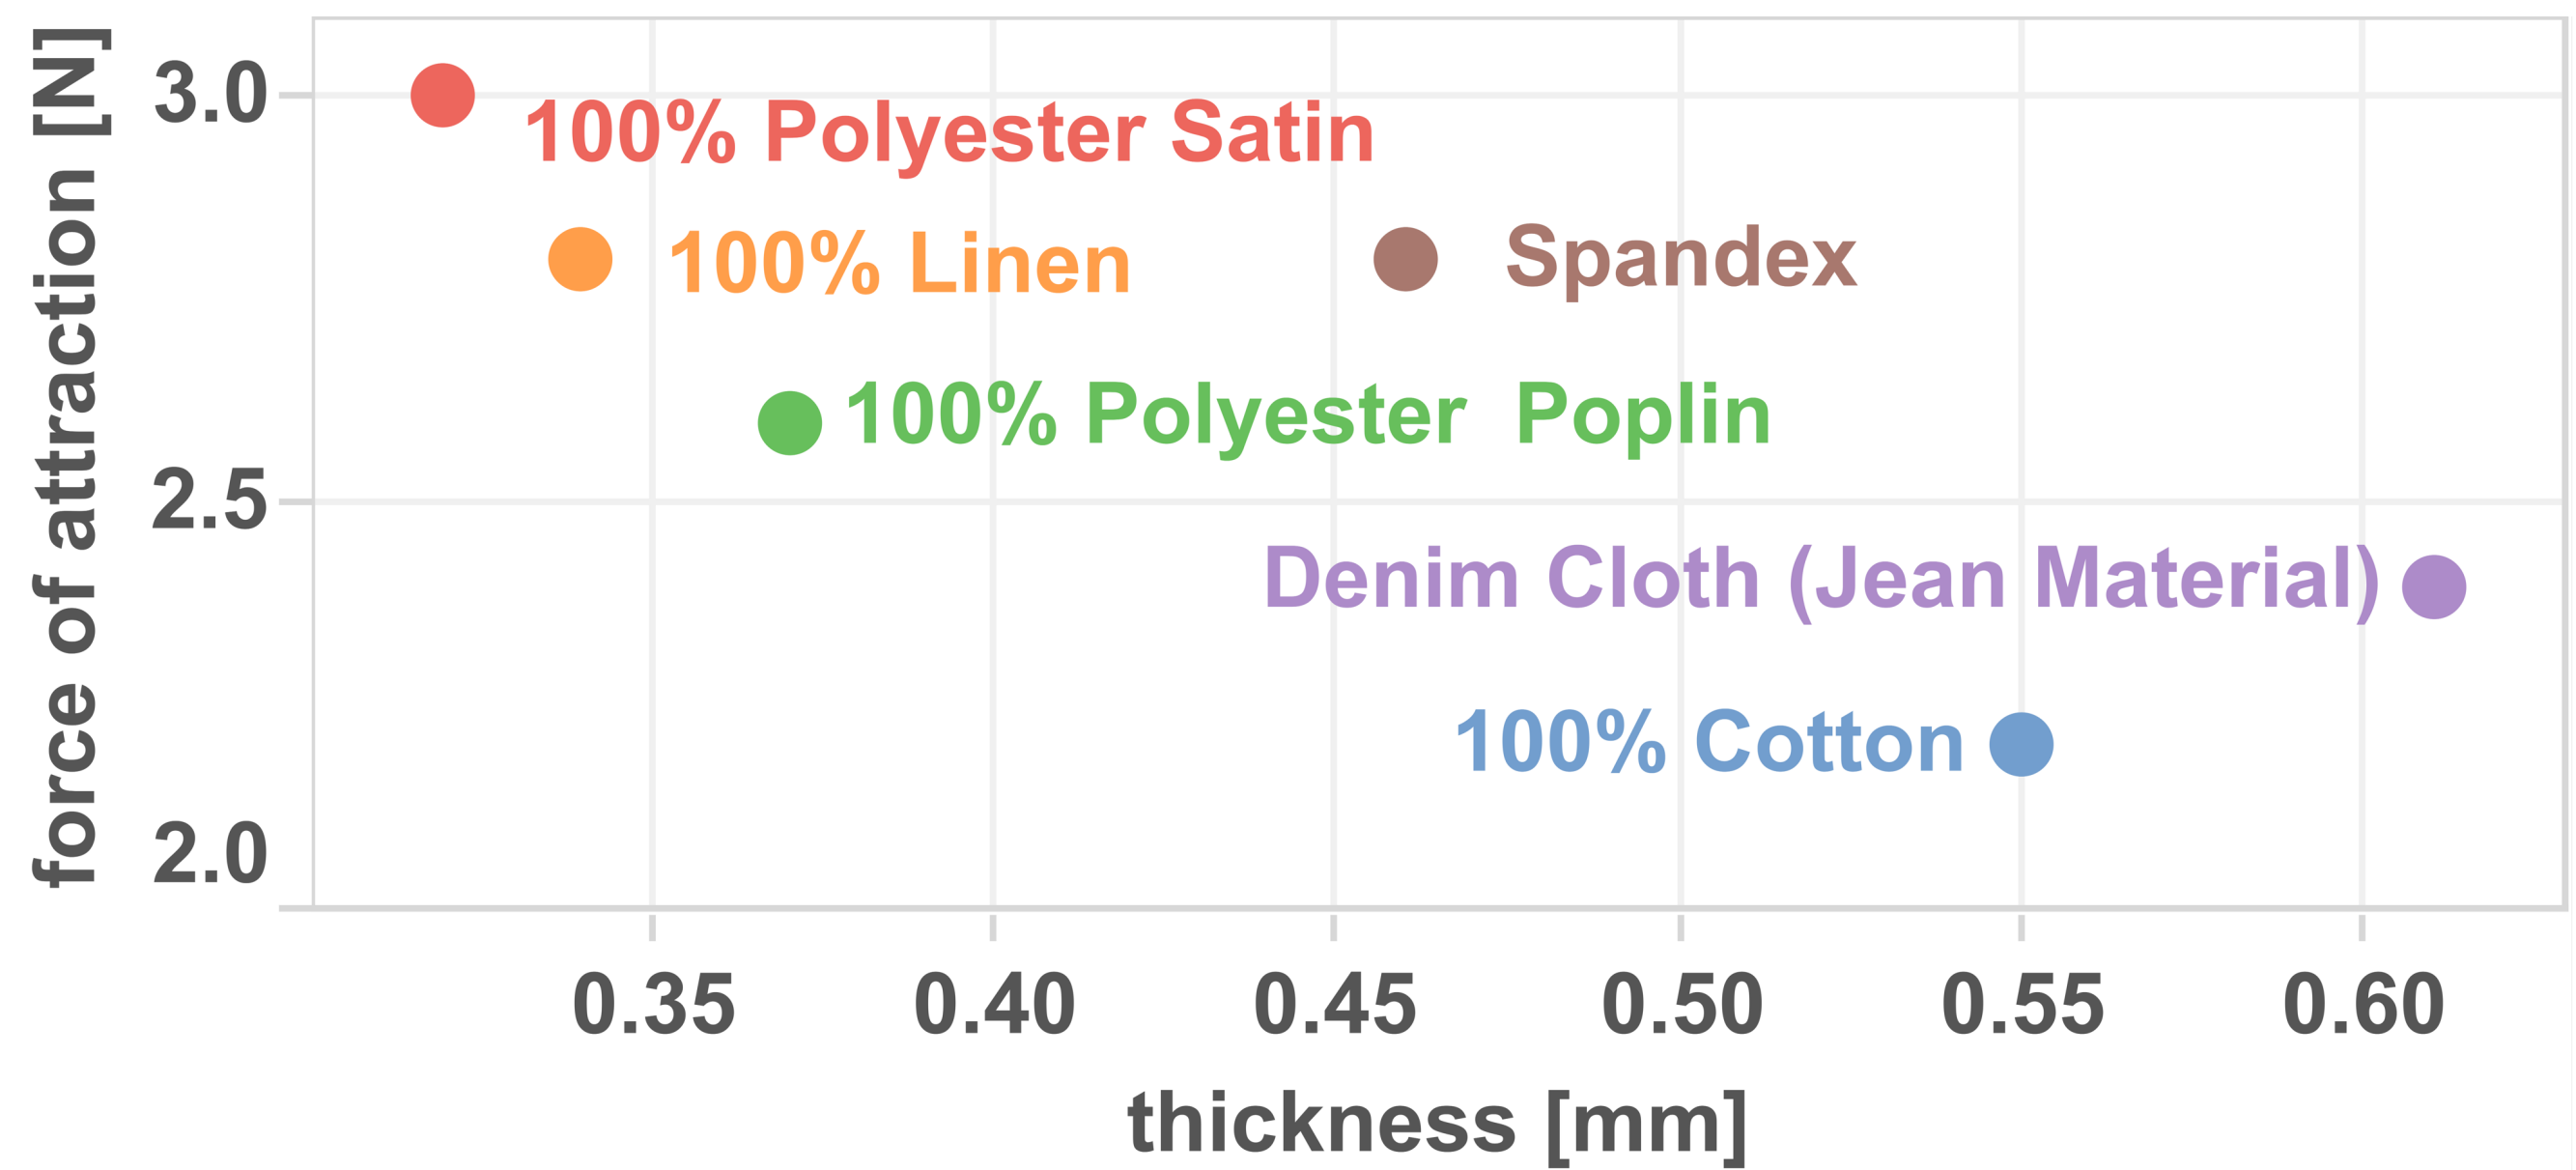 force of attraction [N]
3.0
2.5
2.0
100% Polyester Satin
100% Linen
Spandex
100% Polyester  Poplin
Denim Cloth (Jean Material)
100% Cotton
0.35 0.40 0.45 0.50 0.55 0.60
thickness [mm]